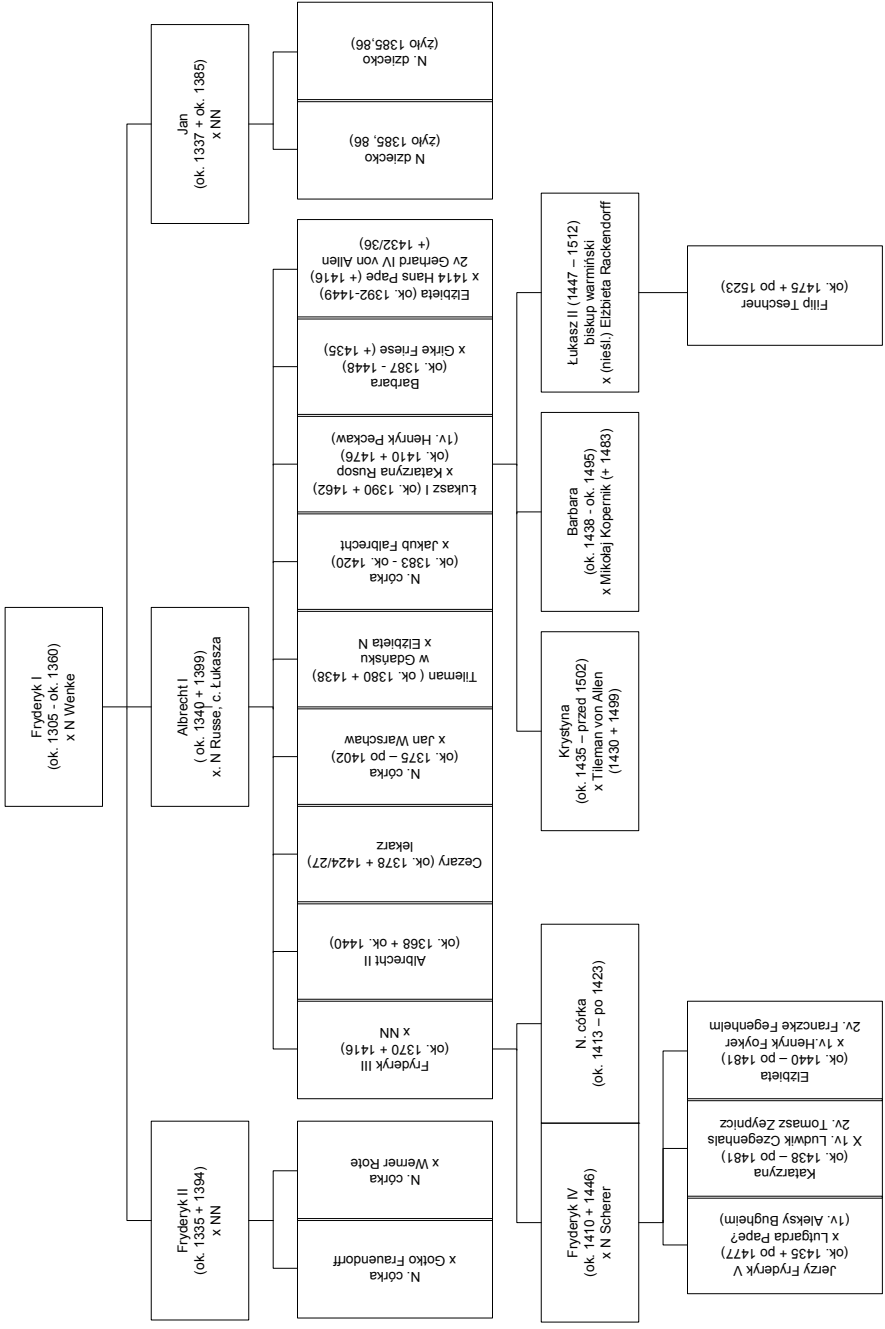 Fryderyk I
(ok. 1305 - ok. 1360)
x N Wenke
Fryderyk II
(ok. 1335 + 1394)
x NN
Albrecht I
( ok. 1340 + 1399)
x. N Russe, c. Łukasza
Jan
(ok. 1337 + ok. 1385)
x NN
N. córka
x Gotko Frauendorff
N. córka
x Werner Rote
Fryderyk III
(ok. 1370 + 1416)
x NN
Albrecht II
(ok. 1368 + ok. 1440)
Cezary (ok. 1378 + 1424/27)
lekarz
N. córka
(ok. 1375 – po 1402)
x Jan Warschaw
Tileman ( ok. 1380 + 1438)
w Gdańsku
x Elżbieta N
N. córka
(ok. 1383 - ok. 1420)
x Jakub Falbrecht
Łukasz I (ok. 1390 + 1462)
x Katarzyna Rusop
(ok. 1410 + 1476)
(1v. Henryk Peckaw)
Barbara
(ok. 1387 - 1448)
x Girke Friese (+ 1435)
Elżbieta (ok. 1392-1449)
x 1414 Hans Pape (+ 1416)
2v Gerhard IV von Allen
(+ 1432/36)
N dziecko
(żyło 1385, 86)
N. dziecko
(żyło 1385,86)
Fryderyk IV
(ok. 1410 + 1446)
x N Scherer
N. córka
(ok. 1413 – po 1423)
Krystyna
(ok. 1435 – przed 1502)
x Tileman von Allen
(1430 + 1499)
Barbara
(ok. 1438 - ok. 1495)
x Mikołaj Kopernik (+ 1483)
Łukasz II (1447 – 1512)
biskup warmiński
x (nieśl.) Elżbieta Rackendorff
Jerzy Fryderyk V
(ok. 1435 + po 1477)
x Lutgarda Pape?
(1v. Aleksy Bugheim)
Katarzyna
(ok. 1438 – po 1481)
X 1v. Ludwik Czegenhals
2v. Tomasz Zeypnicz
Elżbieta
(ok. 1440 – po 1481)
x 1v.Henryk Foyker
2v. Franczke Fegenheim
Filip Teschner
(ok. 1475 + po 1523)